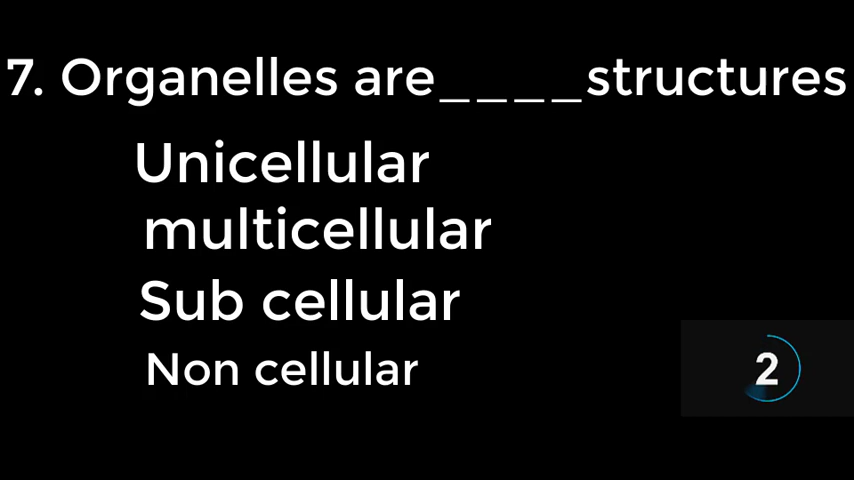 7. Organelles are____structures
Unicellular
multicellular
Sub cellular
Non cellular
2